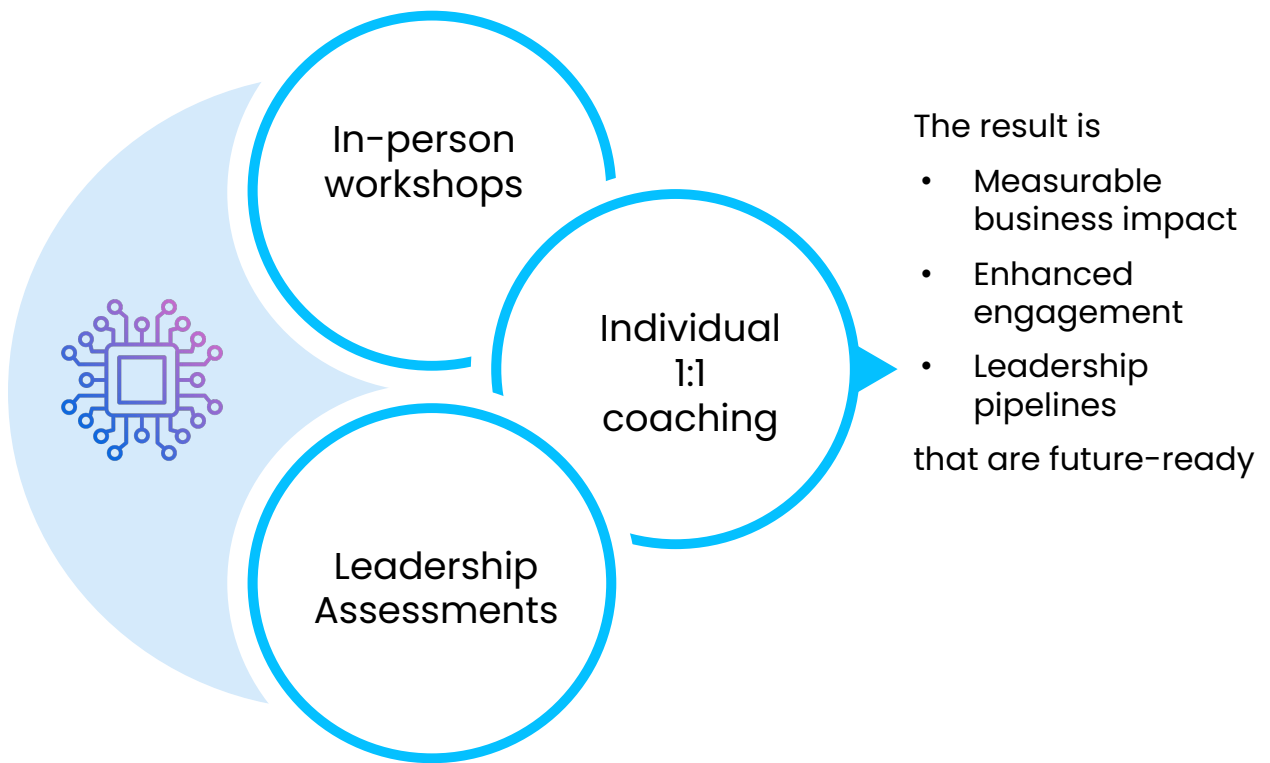 In-person
workshops
Individual
1:1
coaching
Leadership
Assessments
The result is
• Measurable
business impact
• Enhanced
engagement
• Leadership
pipelines
that are future-ready